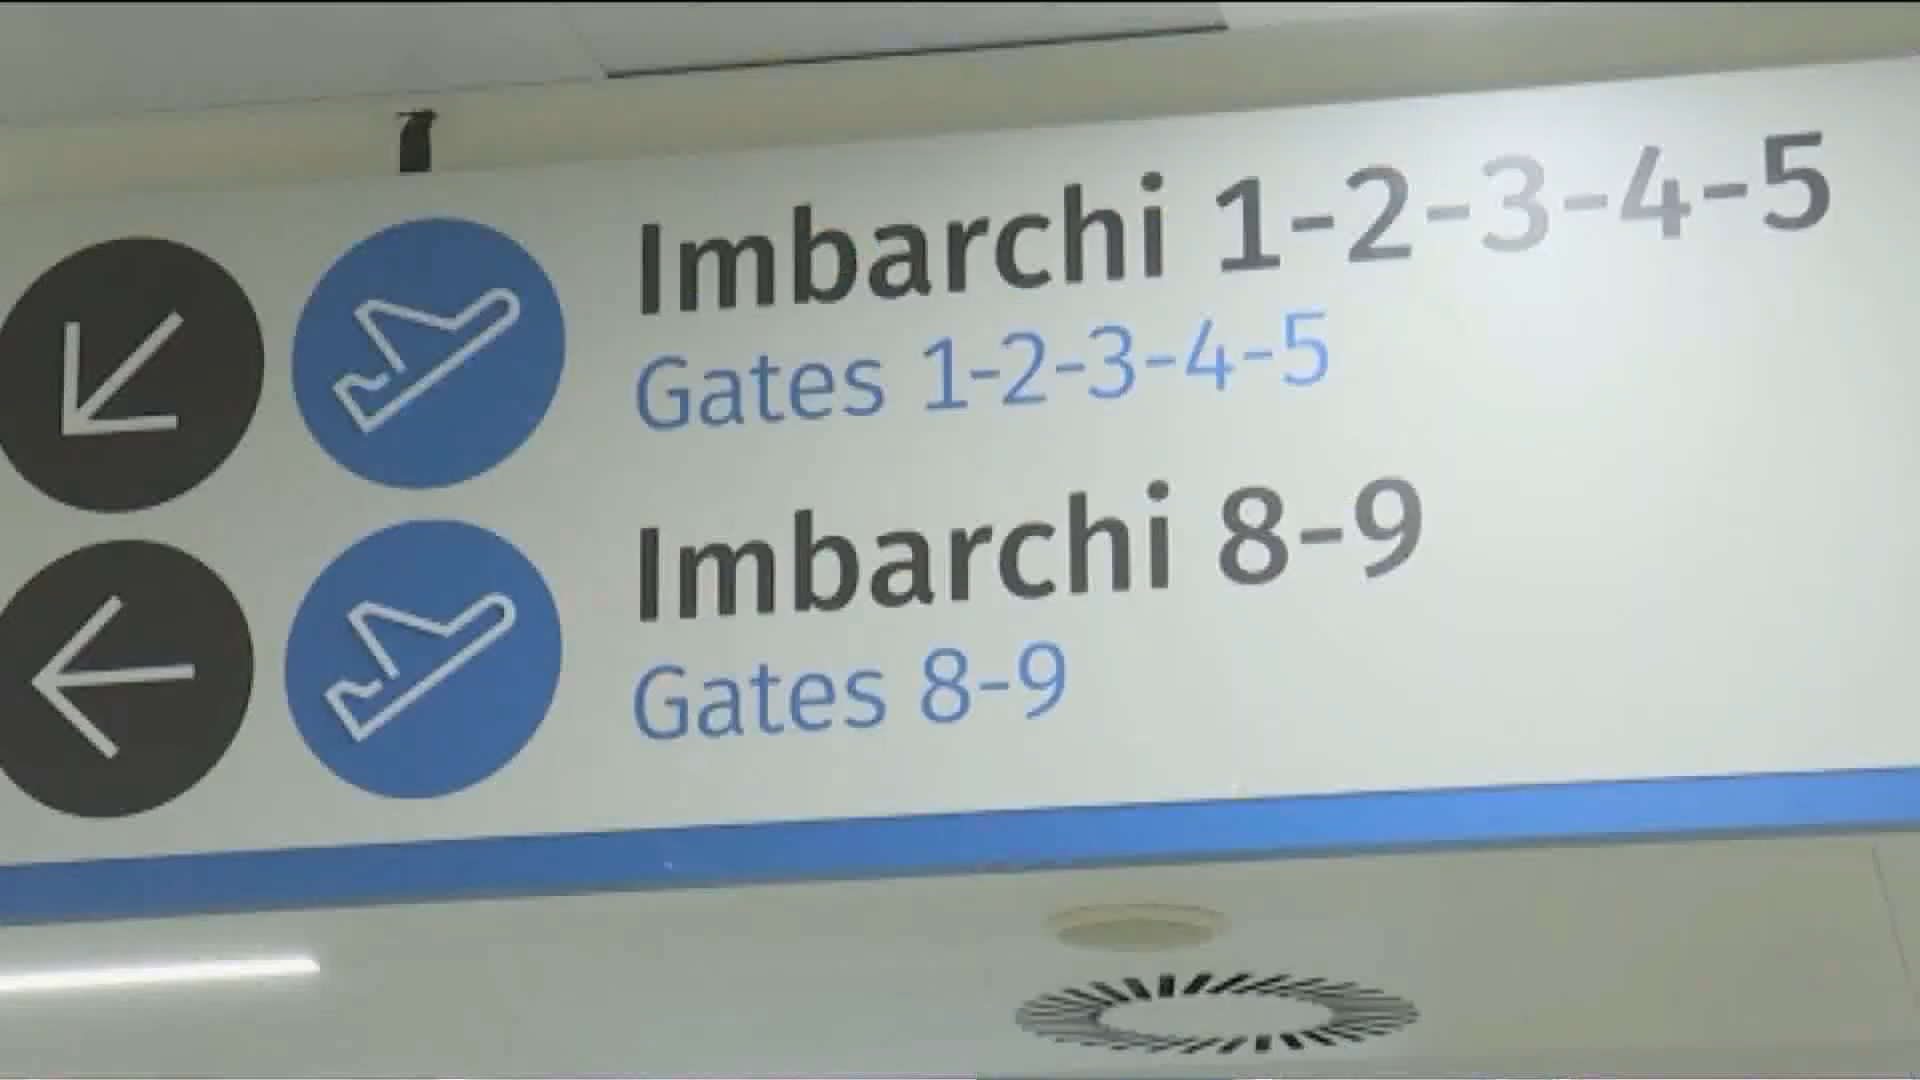 Imbarchi 1-2-3-4-5
Gates 1-2-3-4-5
Imbarchi 8-9
Gates 8-9